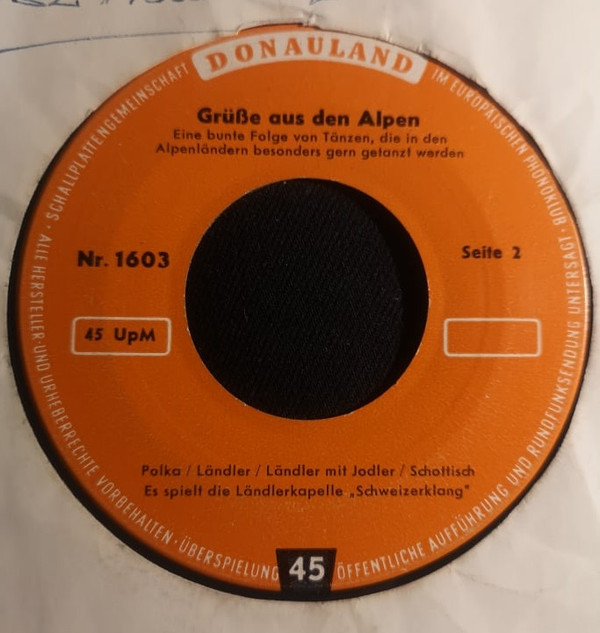 DONAULAND
SCHALLPLATTENGEMEINSCHAFT
IM EUROPÄISCHEN PHONOKLUB ·
Grüße aus den Alpen
Eine bunte Folge von Tänzen, die in den
Alpenländern besonders gern getanzt werden
Nr. 1603
Seite 2
45 UpM
Polka / Ländler / Ländler mit Jodler / Schottisch
Es spielt die Ländlerkapelle „Schweizerklang"
· ALLE HERSTELLER- UND URHEBERRECHTE VORBEHALTEN · ÜBERSPIELUNG
45
ÖFFENTLICHE AUFFÜHRUNG UND RUNDFUNKSENDUNG UNTERSAGT ·